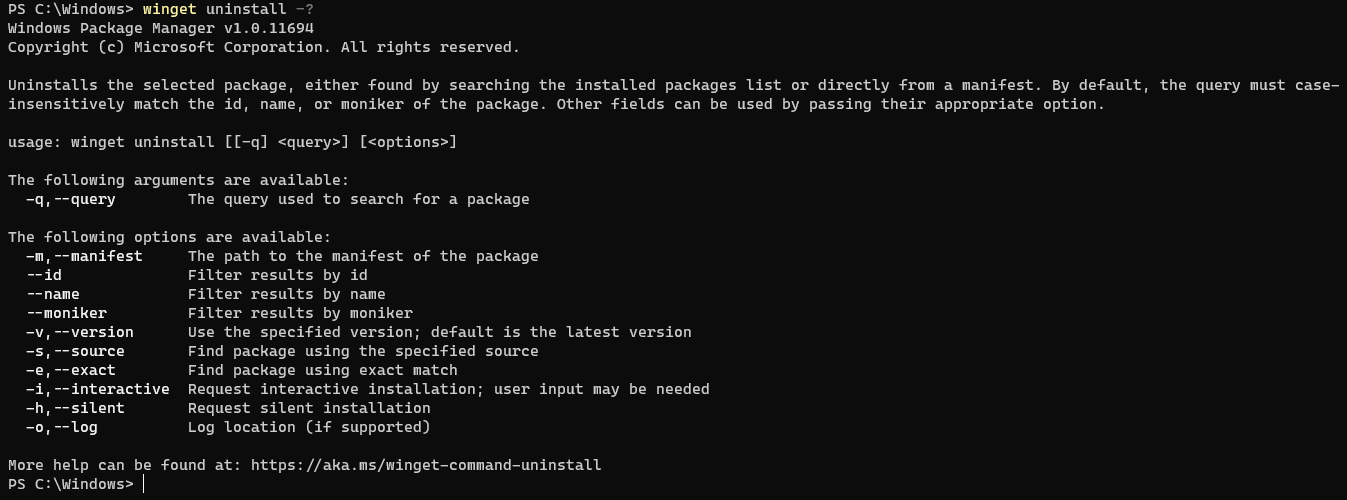 PS C:\Windows> winget uninstall -?
Windows Package Manager v1.0.11694
Copyright (c) Microsoft Corporation. All rights reserved.

Uninstalls the selected package, either found by searching the installed packages list or directly from a manifest. By default, the query must case-
insensitively match the id, name, or moniker of the package. Other fields can be used by passing their appropriate option.

usage: winget uninstall [[-q] <query>] [<options>]

The following arguments are available:
  -q,--query        The query used to search for a package

The following options are available:
  -m,--manifest     The path to the manifest of the package
  --id              Filter results by id
  --name            Filter results by name
  --moniker         Filter results by moniker
  -v,--version      Use the specified version; default is the latest version
  -s,--source       Find package using the specified source
  -e,--exact        Find package using exact match
  -i,--interactive  Request interactive installation; user input may be needed
  -h,--silent       Request silent installation
  -o,--log          Log location (if supported)

More help can be found at: https://aka.ms/winget-command-uninstall
PS C:\Windows>